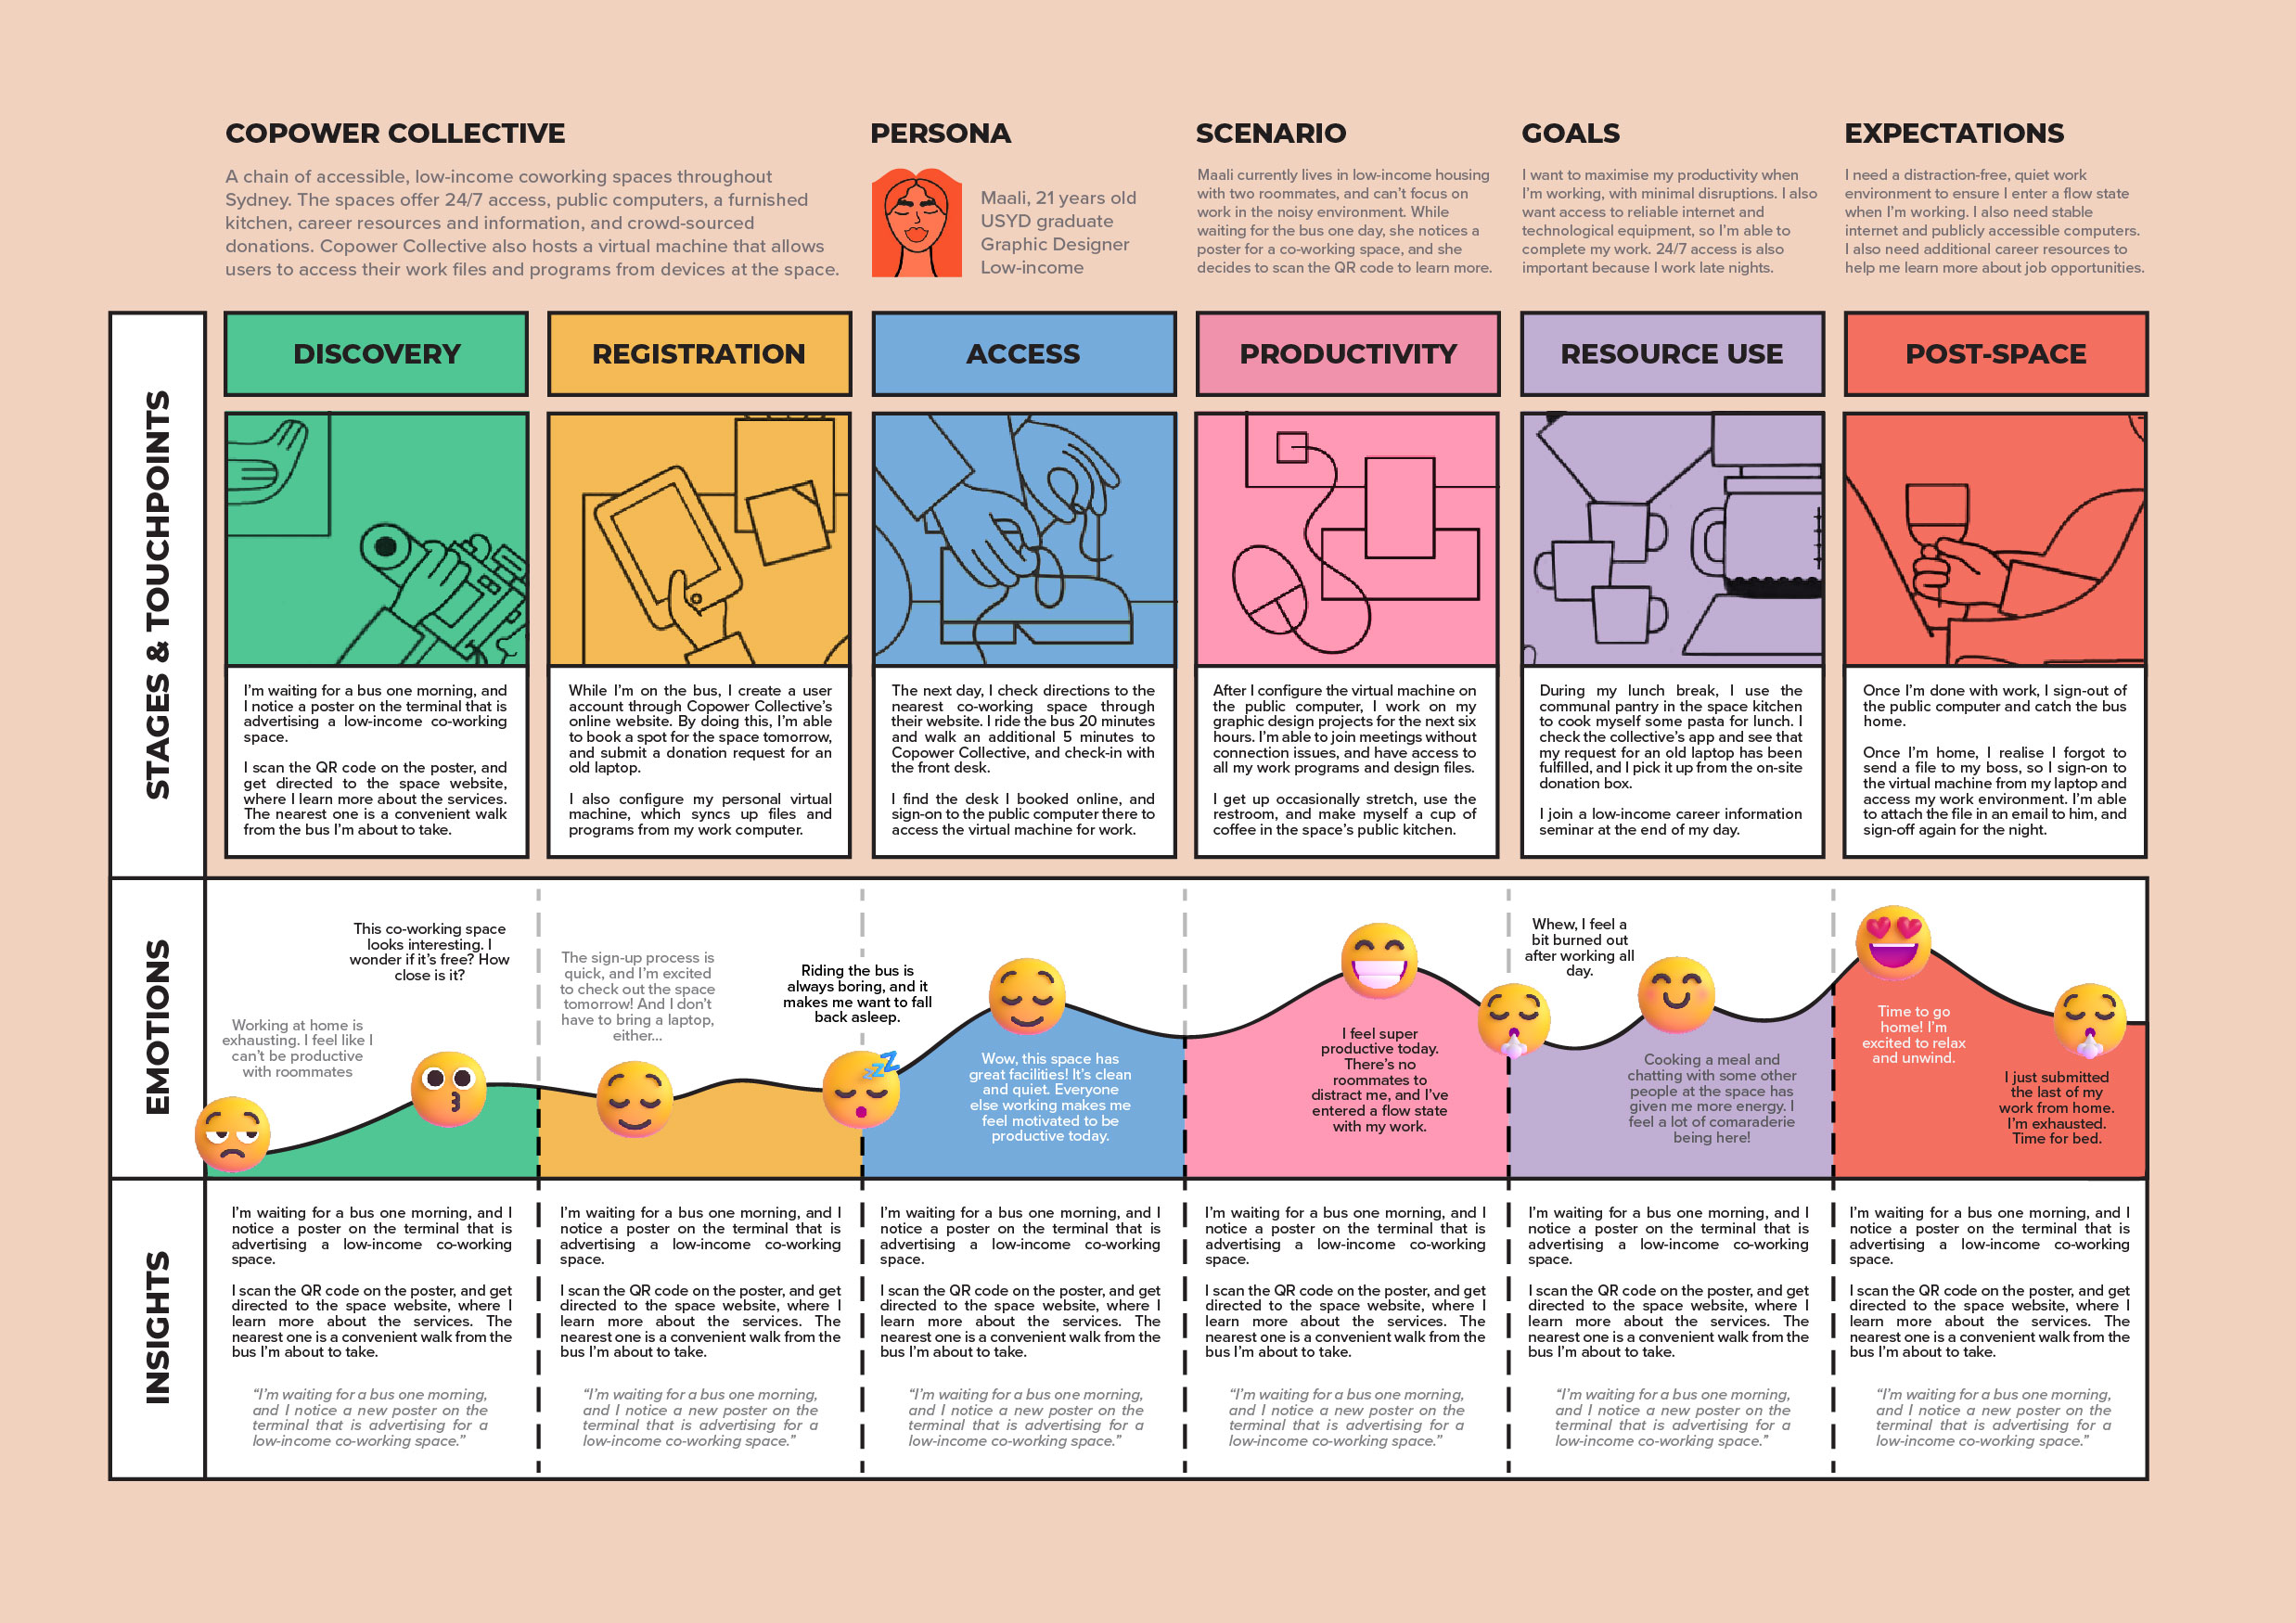 COPOWER COLLECTIVE
A chain of accessible, low-income coworking spaces throughout
Sydney. The spaces offer 24/7 access, public computers, a furnished
kitchen, career resources and information, and crowd-sourced
donations. Copower Collective also hosts a virtual machine that allows
users to access their work files and programs from devices at the space.
PERSONA
Maali, 21 years old
USYD graduate
Graphic Designer
Low-income
SCENARIO
Maali currently lives in low-income housing
with two roommates, and can't focus on
work in the noisy environment. While
waiting for the bus one day, she notices a
poster for a co-working space, and she
decides to scan the QR code to learn more.
GOALS
I want to maximise my productivity when
I'm working, with minimal disruptions. I also
want access to reliable internet and
technological equipment, so I'm able to
complete my work. 24/7 access is also
important because I work late nights.
EXPECTATIONS
I need a distraction-free, quiet work
environment to ensure I enter a flow state
when I'm working. I also need stable
internet and publicly accessible computers.
I also need additional career resources to
help me learn more about job opportunities.
STAGES & TOUCHPOINTS
DISCOVERY
REGISTRATION
ACCESS
PRODUCTIVITY
RESOURCE USE
POST-SPACE
I'm waiting for a bus one morning, and
I notice a poster on the terminal that is
advertising a low-income co-working
space.
I scan the QR code on the poster, and
get directed to the space website,
where I learn more about the services.
The nearest one is a convenient walk
from the bus I'm about to take.
While I'm on the bus, I create a user
account through Copower Collective's
online website. By doing this, I'm able
to book a spot for the space tomorrow,
and submit a donation request for an
old laptop.
I also configure my personal virtual
machine, which syncs up files and
programs from my work computer.
The next day, I check directions to the
nearest co-working space through
their website. I ride the bus 20 minutes
and walk an additional 5 minutes to
Copower Collective, and check-in with
the front desk.
I find the desk I booked online, and
sign-on to the public computer there to
access the virtual machine for work.
After I configure the virtual machine on
the public computer, I work on my
graphic design projects for the next six
hours. I'm able to join meetings without
connection issues, and have access to
all my work programs and design files.
I get up occasionally stretch, use the
restroom, and make myself a cup of
coffee in the space's public kitchen.
During my lunch break, I use the
communal pantry in the space kitchen
to cook myself some pasta for lunch. I
check the collective's app and see that
my request for an old laptop has been
fulfilled, and I pick it up from the on-site
donation box.
I join a low-income career information
seminar at the end of my day.
Once I'm done with work, I sign-out of
the public computer and catch the bus
home.
Once I'm home, I realise I forgot to
send a file to my boss, so I sign-on to
the virtual machine from my laptop and
access my work environment. I'm able
to attach the file in an email to him, and
sign-off again for the night.
EMOTIONS
Working at home is
exhausting. I feel like I
can't be productive
with roommates
This co-working space
looks interesting. I
wonder if it's free? How
close is it?
The sign-up process is
quick, and I'm excited
to check out the space
tomorrow! And I don't
have to bring a laptop,
either...
Riding the bus is
always boring, and it
makes me want to fall
back asleep.
Wow, this space has
great facilities! It's clean
and quiet. Everyone
else working makes me
feel motivated to be
productive today.
I feel super
productive today.
There's no
roommates to
distract me, and I've
entered a flow state
with my work.
Whew, I feel a
bit burned out
after working all
day.
Cooking a meal and
chatting with some other
people at the space has
given me more energy. I
feel a lot of comaraderie
being here!
Time to go
home! I'm
excited to relax
and unwind.
I just submitted
the last of my
work from home.
I'm exhausted.
Time for bed.
INSIGHTS
I'm waiting for a bus one morning, and I
notice a poster on the terminal that is
advertising a low-income co-working
space.
I scan the QR code on the poster, and get
directed to the space website, where I
learn more about the services. The
nearest one is a convenient walk from the
bus I'm about to take.
"I'm waiting for a bus one morning,
and I notice a new poster on the
terminal that is advertising for a
low-income co-working space."
I'm waiting for a bus one morning, and I
notice a poster on the terminal that is
advertising a low-income co-working
space.
I scan the QR code on the poster, and get
directed to the space website, where I
learn more about the services. The
nearest one is a convenient walk from the
bus I'm about to take.
"I'm waiting for a bus one morning,
and I notice a new poster on the
terminal that is advertising for a
low-income co-working space."
I'm waiting for a bus one morning, and I
notice a poster on the terminal that is
advertising a low-income co-working
space.
I scan the QR code on the poster, and get
directed to the space website, where I
learn more about the services. The
nearest one is a convenient walk from the
bus I'm about to take.
"I'm waiting for a bus one morning,
and I notice a new poster on the
terminal that is advertising for a
low-income co-working space."
I'm waiting for a bus one morning, and I
notice a poster on the terminal that is
advertising a low-income co-working
space.
I scan the QR code on the poster, and get
directed to the space website, where I
learn more about the services. The
nearest one is a convenient walk from the
bus I'm about to take.
"I'm waiting for a bus one morning,
and I notice a new poster on the
terminal that is advertising for a
low-income co-working space."
I'm waiting for a bus one morning, and I
notice a poster on the terminal that is
advertising a low-income co-working
space.
I scan the QR code on the poster, and get
directed to the space website, where I
learn more about the services. The
nearest one is a convenient walk from the
bus I'm about to take.
"I'm waiting for a bus one morning,
and I notice a new poster on the
terminal that is advertising for a
low-income co-working space."
I'm waiting for a bus one morning, and I
notice a poster on the terminal that is
advertising a low-income co-working
space.
I scan the QR code on the poster, and get
directed to the space website, where I
learn more about the services. The
nearest one is a convenient walk from the
bus I'm about to take.
"I'm waiting for a bus one morning,
and I notice a new poster on the
terminal that is advertising for a
low-income co-working space."